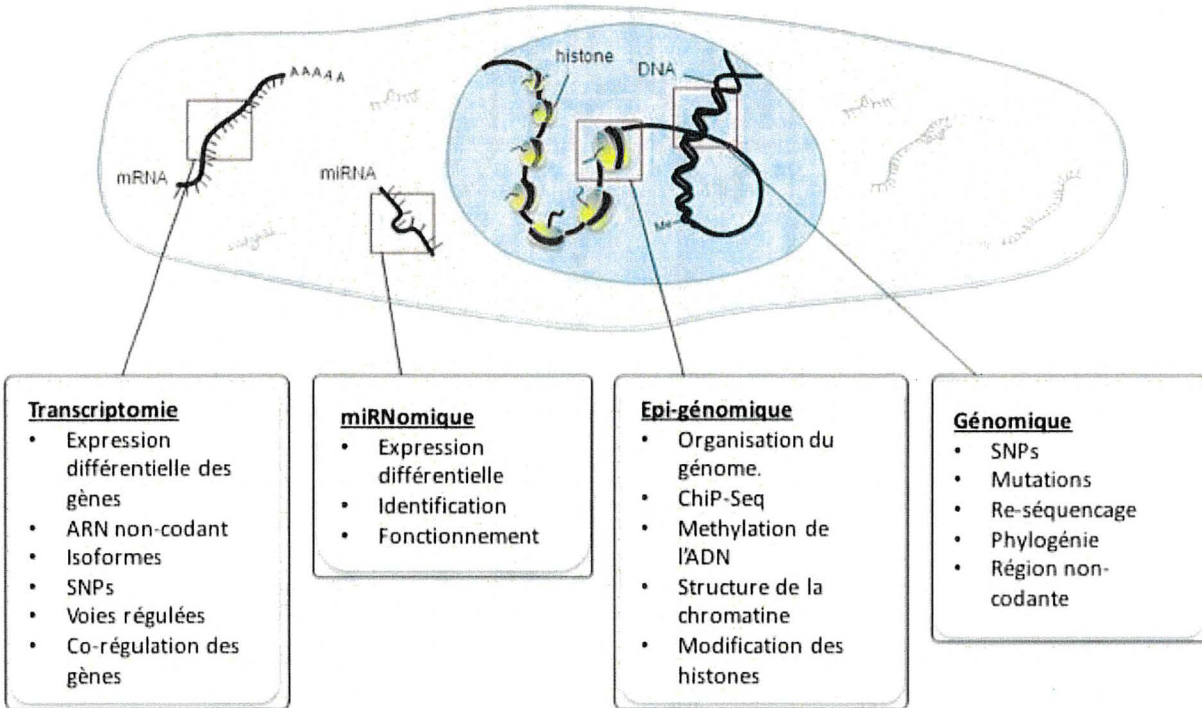 histone
DNA
AAAAA
mRNA
miRNA
Me
Transcriptomie
• Expression
différentielle des
gènes
• ARN non-codant
• Isoformes
• SNPs
• Voies régulées
• Co-régulation des
gènes
miRNomique
• Expression
différentielle
• Identification
• Fonctionnement
Epi-génomique
• Organisation du
génome.
• ChiP-Seq
• Methylation de
l'ADN
• Structure de la
chromatine
• Modification des
histones
Génomique
• SNPs
• Mutations
• Re-séquencage
• Phylogénie
• Région non-
codante